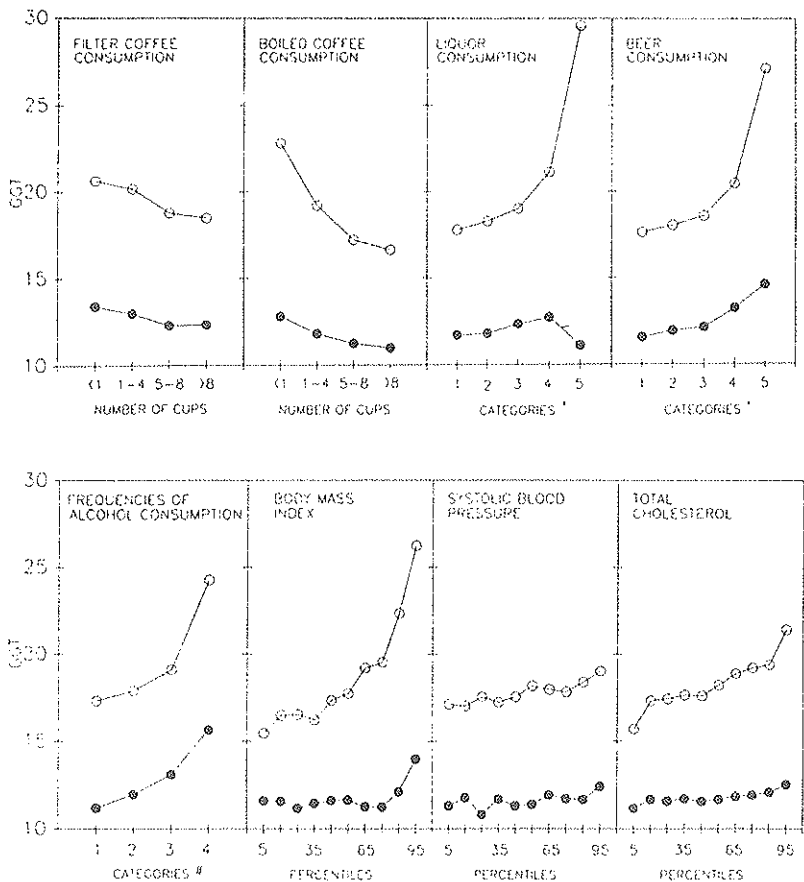 30
25
20
15
10
GGT
FILTER COFFEE
CONSUMPTION
BOILED COFFEE
CONSUMPTION
LIQUOR
CONSUMPTION
BEER
CONSUMPTION
<1 1-4 5-8 >8
<1 1-4 5-8 >8
1 2 3 4 5
1 2 3 4 5
NUMBER OF CUPS
NUMBER OF CUPS
CATEGORIES *
CATEGORIES *
30
25
20
15
10
GGT
FREQUENCIES OF
ALCOHOL CONSUMPTION
BODY MASS
INDEX
SYSTOLIC BLOOD
PRESSURE
TOTAL
CHOLESTEROL
1 2 3 4
5 35 65 95
5 35 65 95
5 35 65 95
CATEGORIES #
PERCENTILES
PERCENTILES
PERCENTILES